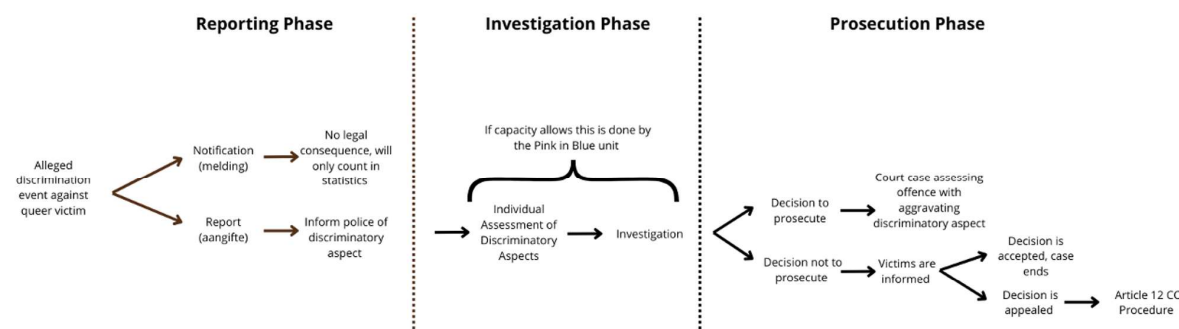 Reporting Phase
Investigation Phase
Prosecution Phase
Alleged
discrimination
event against
queer victim
Notification
(melding)
No legal
consequence, will
only count in
statistics
Report
(aangifte)
Inform police of
discriminatory
aspect
If capacity allows this is done by
the Pink in Blue unit
Individual
Assessment of
Discriminatory
Aspects
Investigation
Decision to
prosecute
Court case assessing
offence with
aggravating
discriminatory aspect
Decision not to
prosecute
Victims are
informed
Decision is
accepted, case
ends
Decision is
appealed
Article 12 CC
Procedure